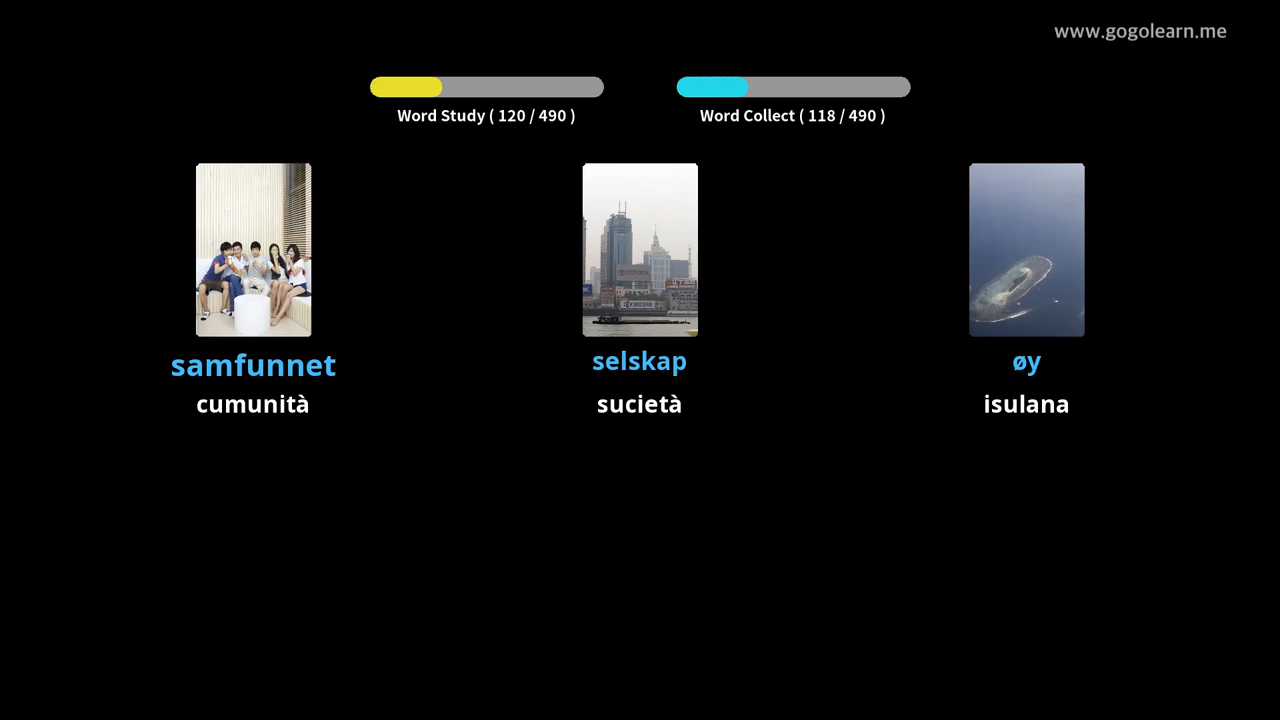 www.gogolearn.me
Word Study ( 120 / 490 )
Word Collect ( 118 / 490 )
samfunnet
selskap
øy
cumunità
sucietà
isulana